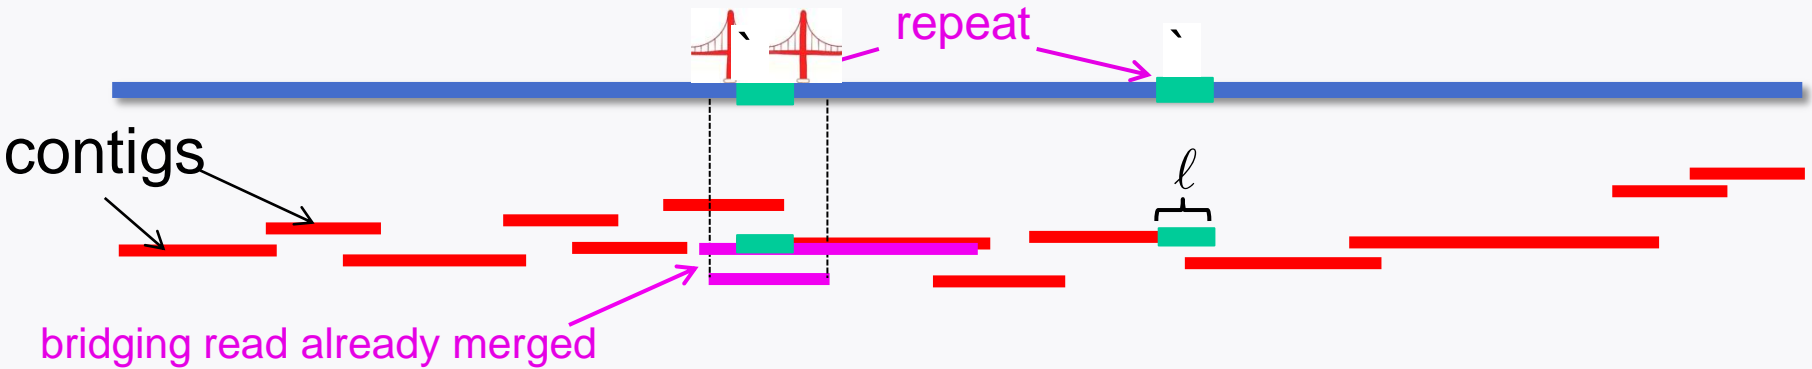 repeat
`
`
contigs
ℓ
bridging read already merged